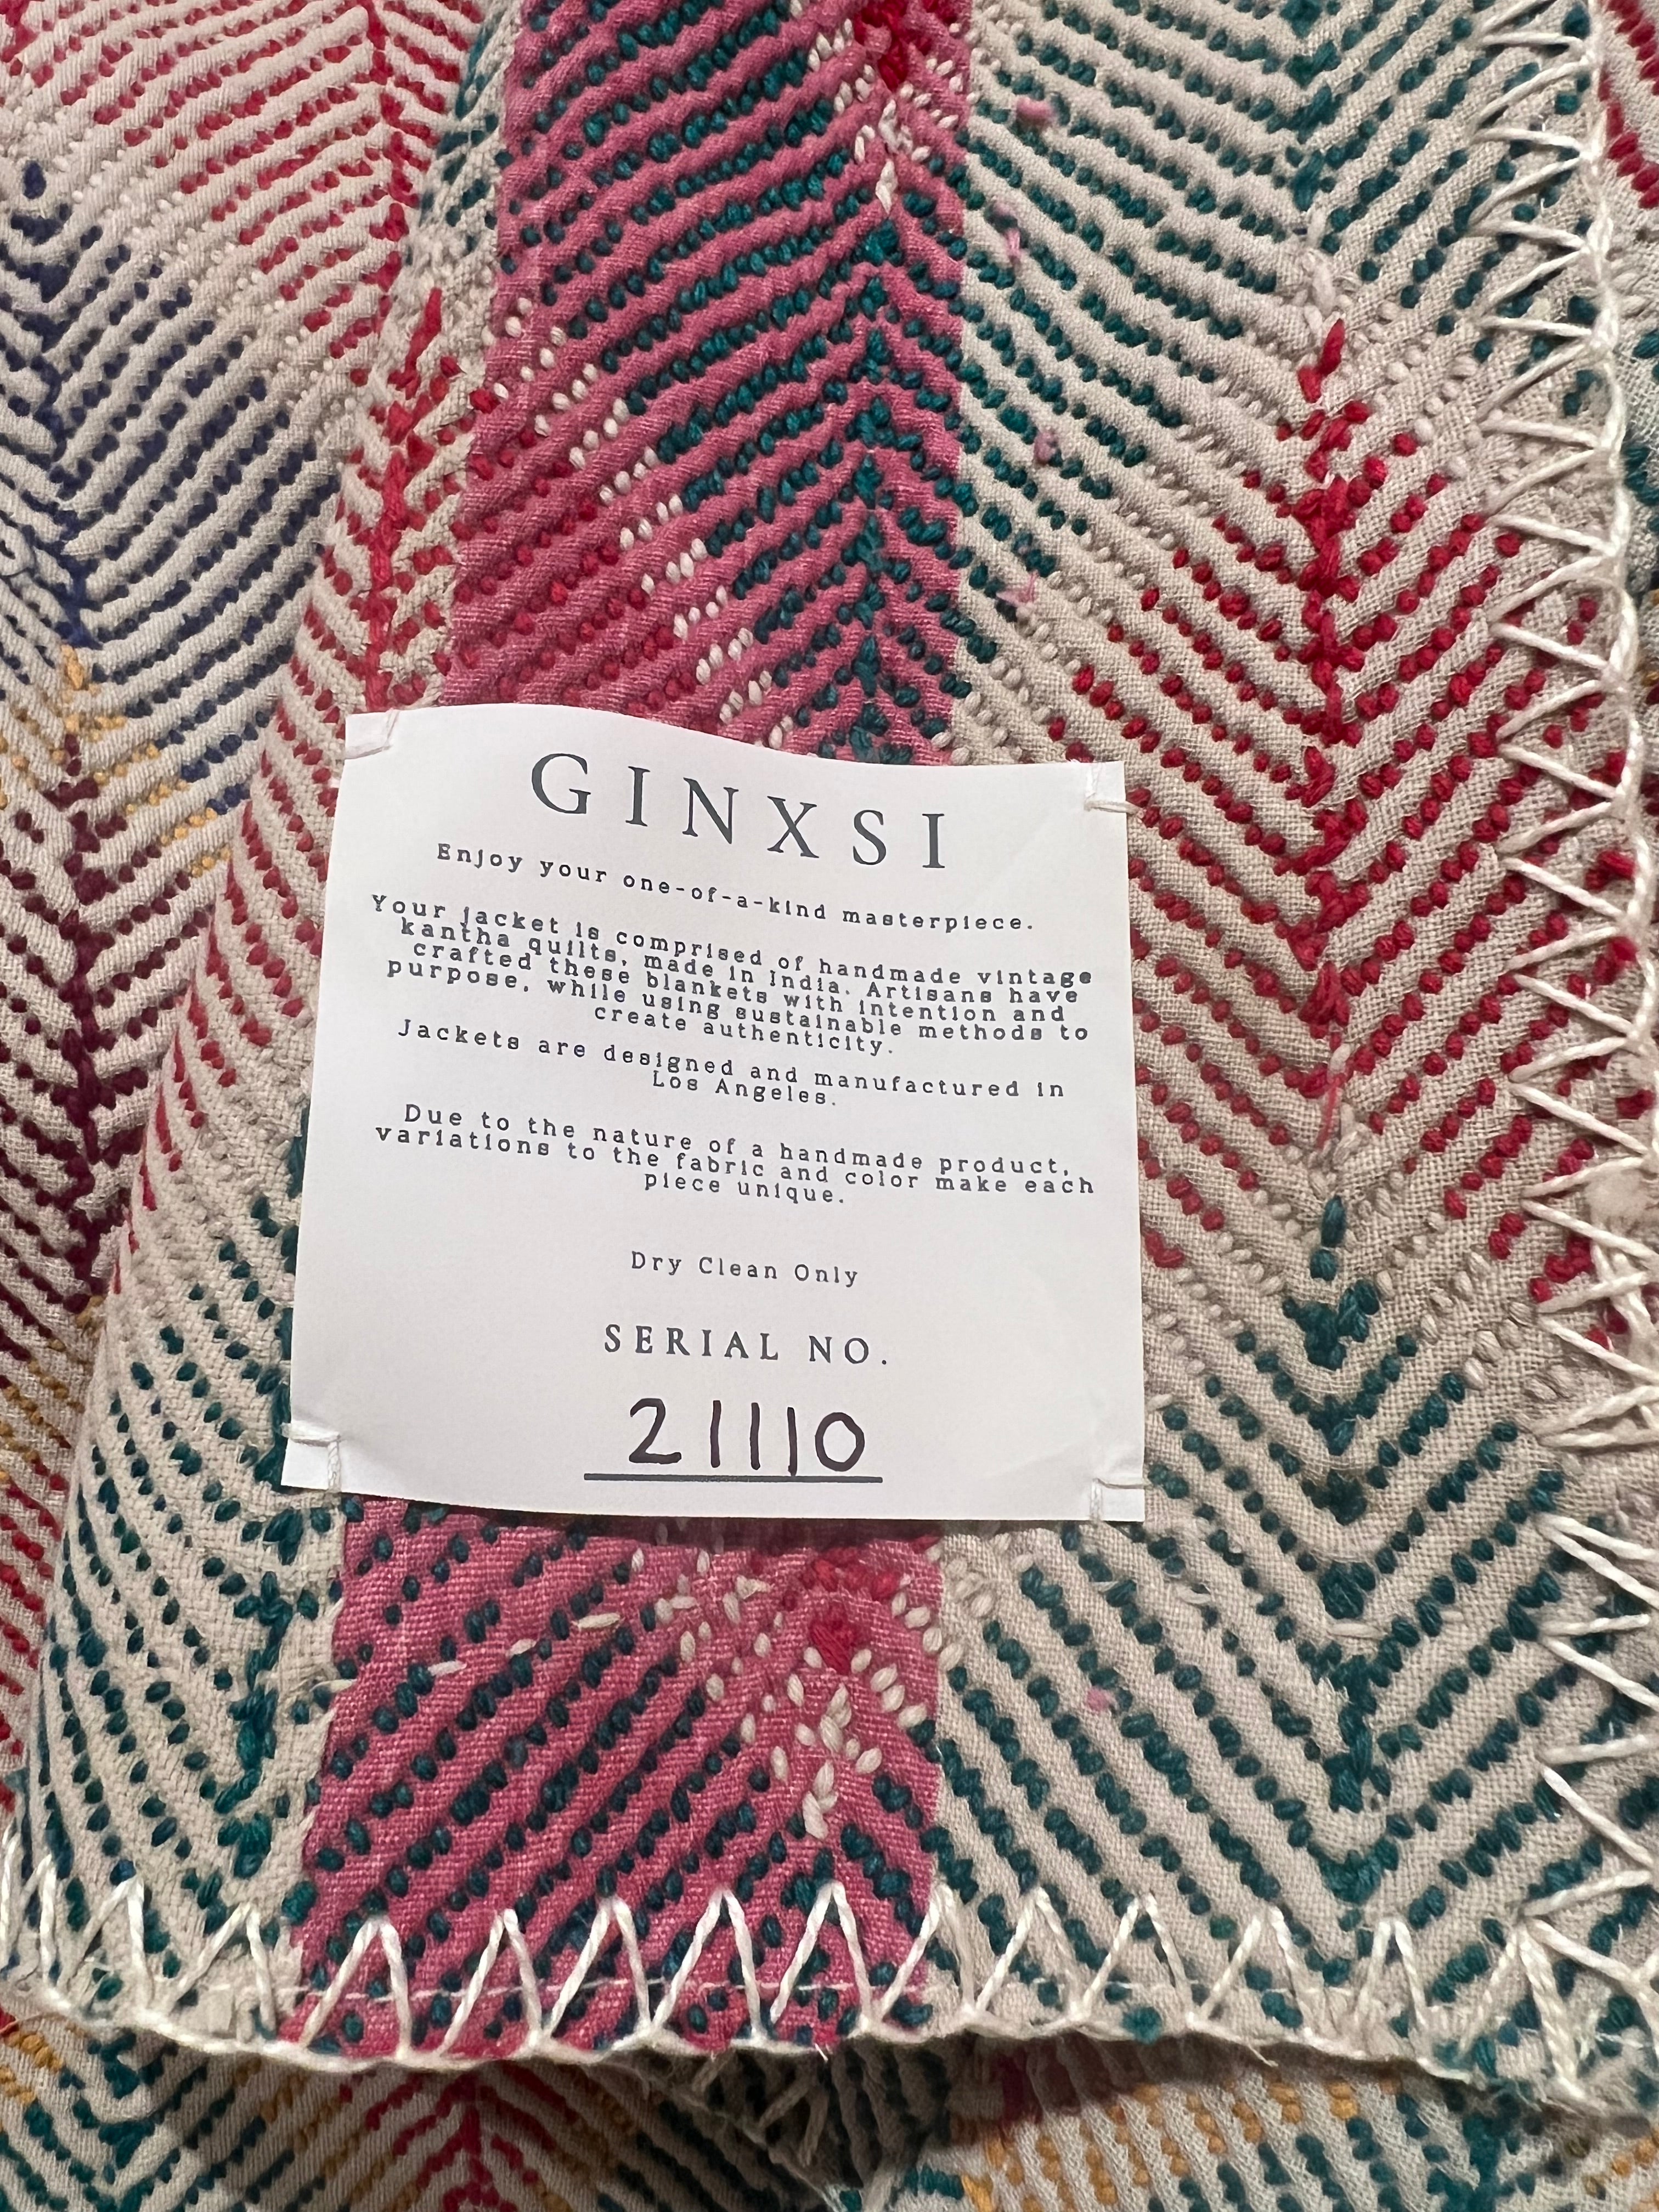 GINXSI
Enjoy your one-of-a-kind masterpiece.
Your jacket is comprised of handmade vintage
kantha quilts, made in India. Artisans have
crafted these blankets with intention and
purpose, while using sustainable methods to
create authenticity.
Jackets are designed and manufactured in
Los Angeles.
Due to the nature of a handmade product,
variations to the fabric and color make each
piece unique.
Dry Clean Only
SERIAL NO.
21110